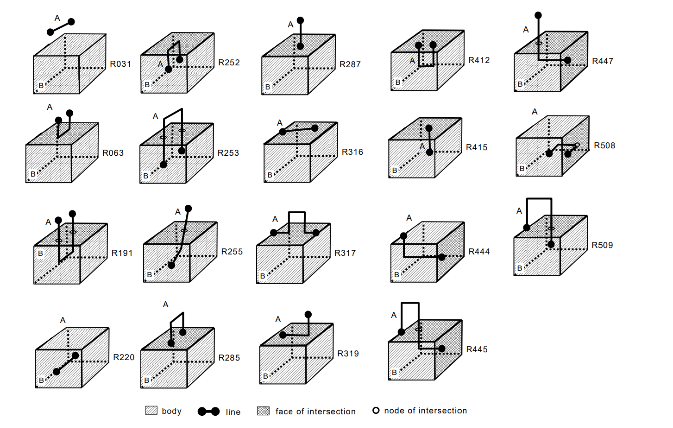 A B R031
A B R252
A B R287
A B R412
A B R447
A B R063
A B R253
A B R316
A B R415
A B R508
A B R191
A B R255
A B R317
A B R444
A B R509
A B R220
A B R285
A B R319
A B R445
body line face of intersection node of intersection